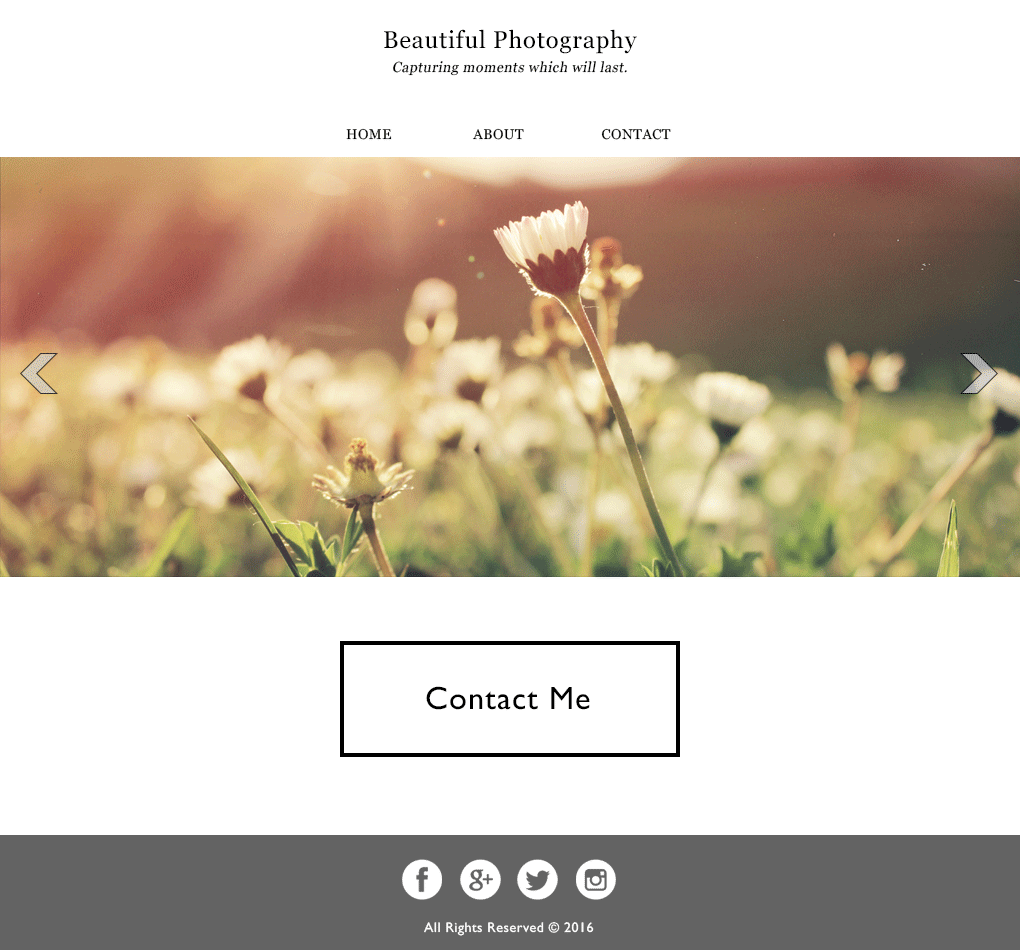 Beautiful Photography
Capturing moments which will last.
HOME ABOUT CONTACT
Contact Me
All Rights Reserved © 2016